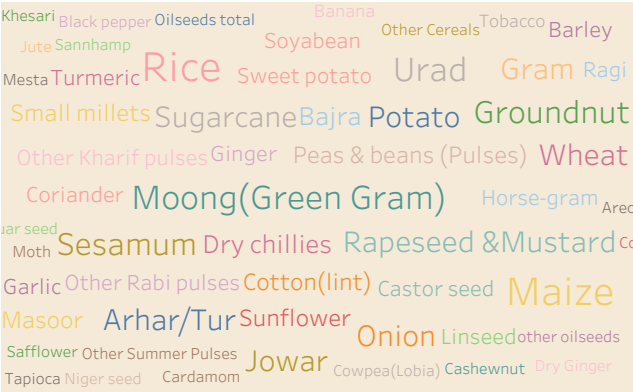 Khesari Black pepper Oilseeds total Banana
Other Cereals Tobacco Barley
Jute Sannhamp Soyabean
Mesta Turmeric Rice Sweet potato Urad Gram Ragi
Small millets Sugarcane Bajra Potato Groundnut
Other Kharif pulses Ginger Peas & beans (Pulses) Wheat
Coriander Moong(Green Gram) Horse-gram Arec
uar seed
Moth Sesamum Dry chillies Rapeseed &Mustard Co
Garlic Other Rabi pulses Cotton(lint) Castor seed Maize
Masoor Arhar/Tur Sunflower
Onion Linseed other oilseeds
Safflower Other Summer Pulses Jowar Cowpea(Lobia) Cashewnut Dry Ginger
Tapioca Niger seed Cardamom